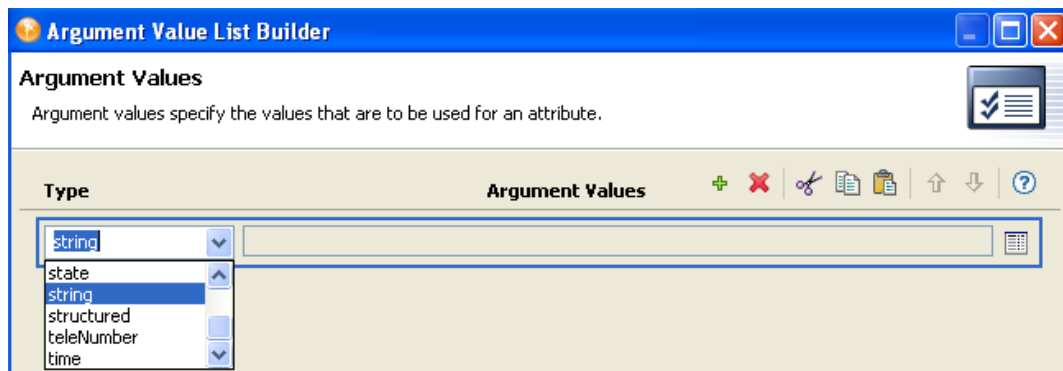 Argument Value List Builder
Argument Values
Argument values specify the values that are to be used for an attribute.
Type Argument Values
string
state
string
structured
teleNumber
time